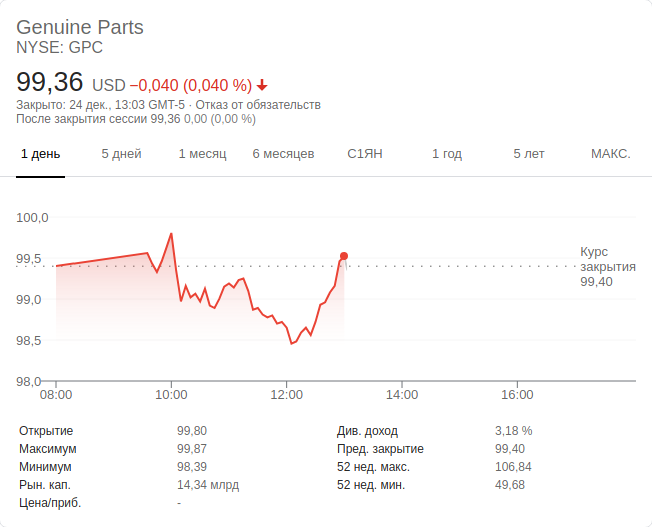 Genuine Parts
NYSE: GPC
99,36 USD −0,040 (0,040 %)
Закрыто: 24 дек., 13:03 GMT-5 · Отказ от обязательств
После закрытия сессии 99,36 0,00 (0,00 %)
1 день 5 дней 1 месяц 6 месяцев С1ЯН 1 год 5 лет МАКС.
100,0
99,5
99,0
98,5
98,0
Курс
закрытия
99,40
08:00 10:00 12:00 14:00 16:00
Открытие 99,80 Див. доход 3,18 %
Максимум 99,87 Пред. закрытие 99,40
Минимум 98,39 52 нед. макс. 106,84
Рын. кап. 14,34 млрд 52 нед. мин. 49,68
Цена/приб. -